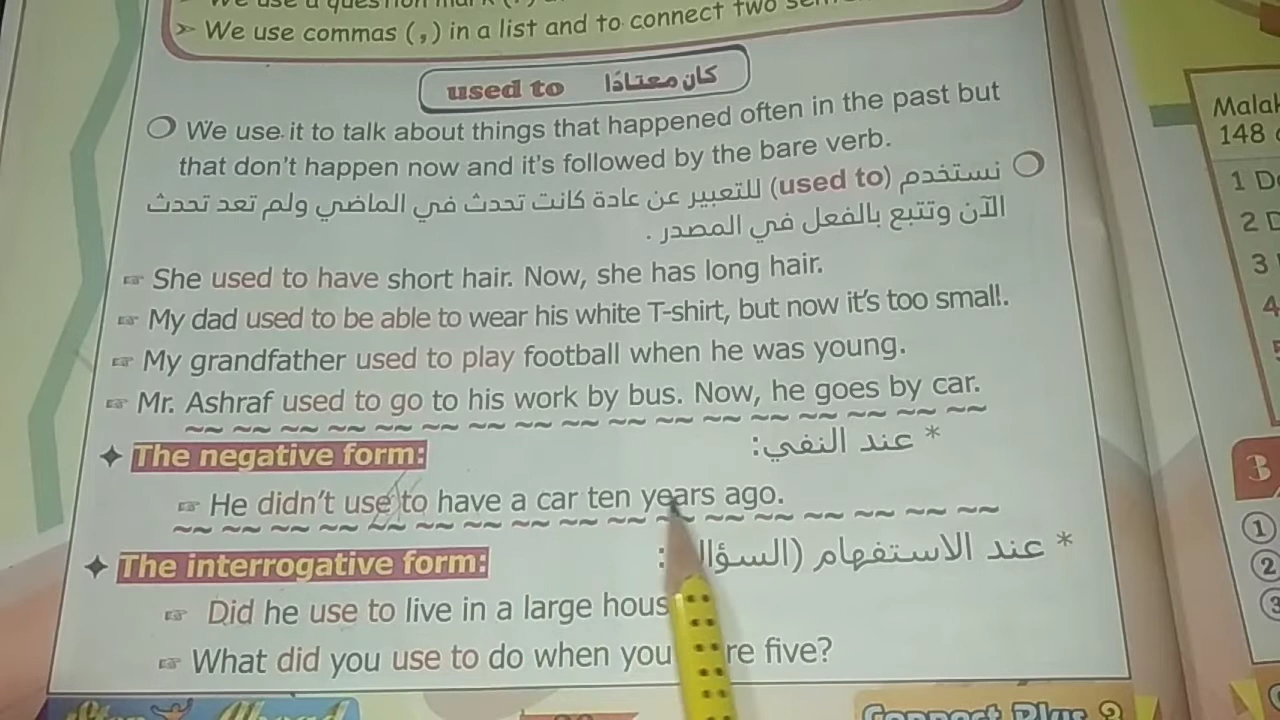 We use a question mark
➢ We use commas (,) in a list and to connect two
used to كان معتادًا
We use it to talk about things that happened often in the past but
that don't happen now and it's followed by the bare verb.
نستخدم (used to) للتعبير عن عادة كانت تحدث في الماضي ولم تعد تحدث
الآن وتتبع بالفعل في المصدر .
☞ She used to have short hair. Now, she has long hair.
☞ My dad used to be able to wear his white T-shirt, but now it's too small.
☞ My grandfather used to play football when he was young.
☞ Mr. Ashraf used to go to his work by bus. Now, he goes by car.
✦ The negative form: * عند النفي:
☞ He didn't use to have a car ten years ago.
✦ The interrogative form: * عند الاستفهام (السؤال :
☞ Did he use to live in a large hous
☞ What did you use to do when you re five?
Step Ahead
Connect Plus
148
1
2
3
4
3
1
2
3